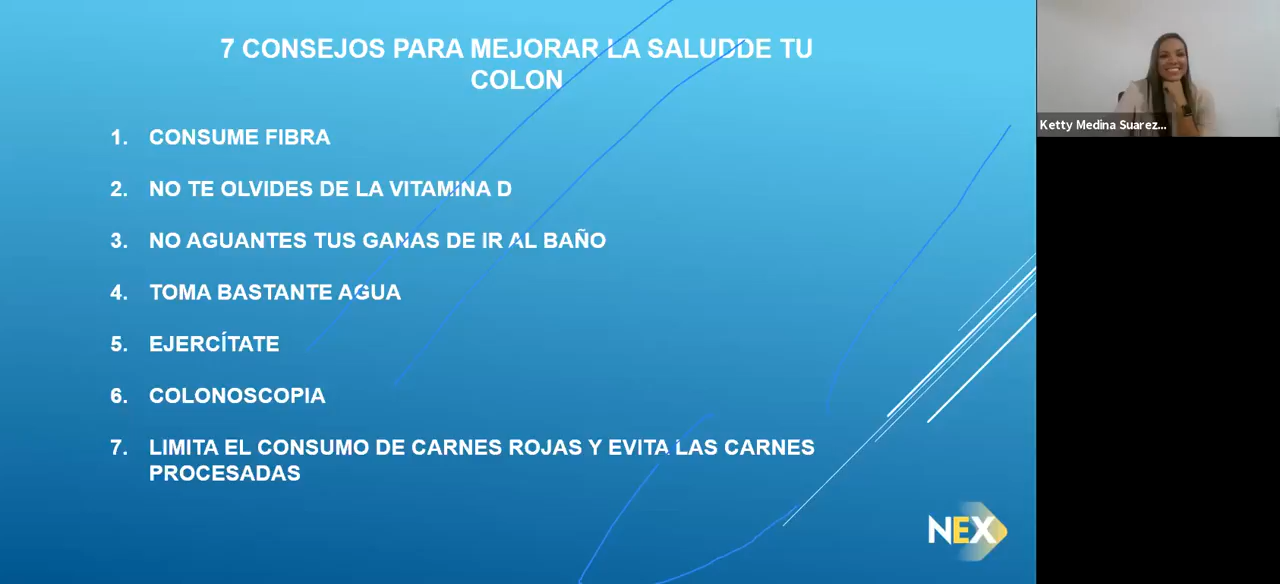 7 CONSEJOS PARA MEJORAR LA SALUDDE TU
COLON
1. CONSUME FIBRA
2. NO TE OLVIDES DE LA VITAMINA D
3. NO AGUANTES TUS GANAS DE IR AL BAÑO
4. TOMA BASTANTE AGUA
5. EJERCÍTATE
6. COLONOSCOPIA
7. LIMITA EL CONSUMO DE CARNES ROJAS Y EVITA LAS CARNES
PROCESADAS
NEX
Ketty Medina Suarez...